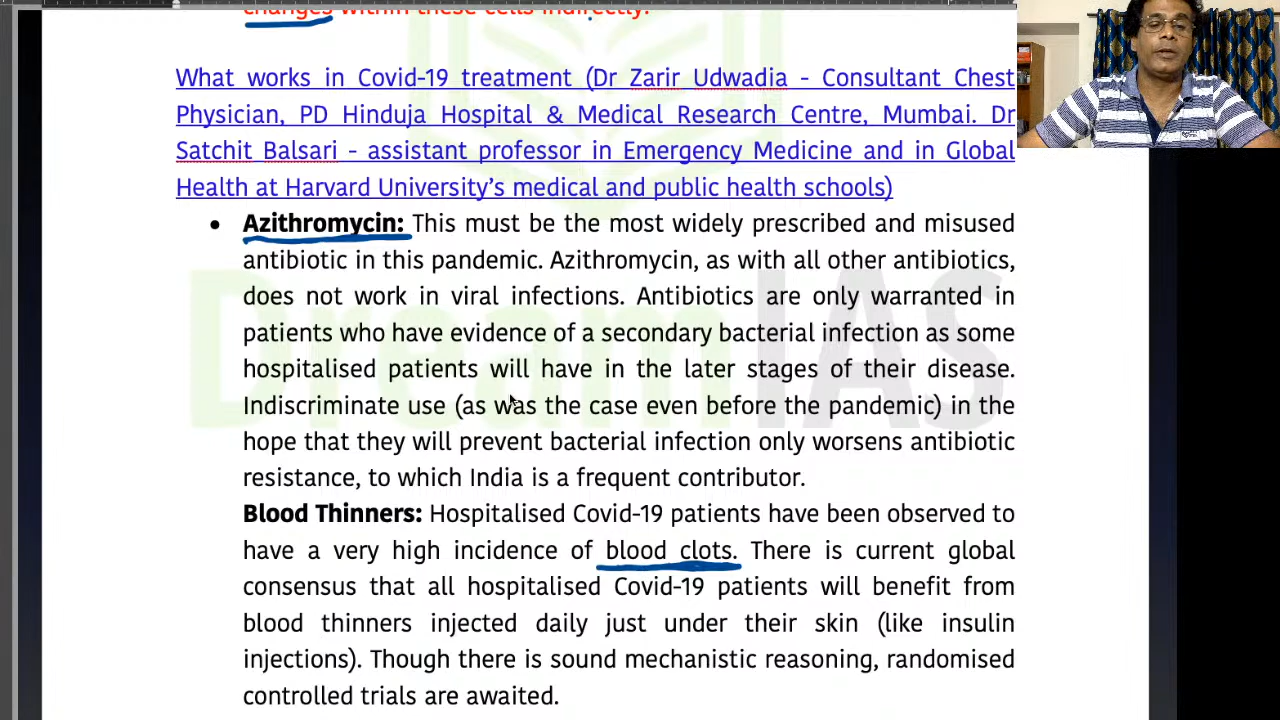 changes within these cells indirectly.
What works in Covid-19 treatment (Dr Zarir Udwadia - Consultant Chest
Physician, PD Hinduja Hospital & Medical Research Centre, Mumbai. Dr
Satchit Balsari - assistant professor in Emergency Medicine and in Global
Health at Harvard University’s medical and public health schools)
• Azithromycin: This must be the most widely prescribed and misused
antibiotic in this pandemic. Azithromycin, as with all other antibiotics,
does not work in viral infections. Antibiotics are only warranted in
patients who have evidence of a secondary bacterial infection as some
hospitalised patients will have in the later stages of their disease.
Indiscriminate use (as was the case even before the pandemic) in the
hope that they will prevent bacterial infection only worsens antibiotic
resistance, to which India is a frequent contributor.
Blood Thinners: Hospitalised Covid-19 patients have been observed to
have a very high incidence of blood clots. There is current global
consensus that all hospitalised Covid-19 patients will benefit from
blood thinners injected daily just under their skin (like insulin
injections). Though there is sound mechanistic reasoning, randomised
controlled trials are awaited.
DreamIAS